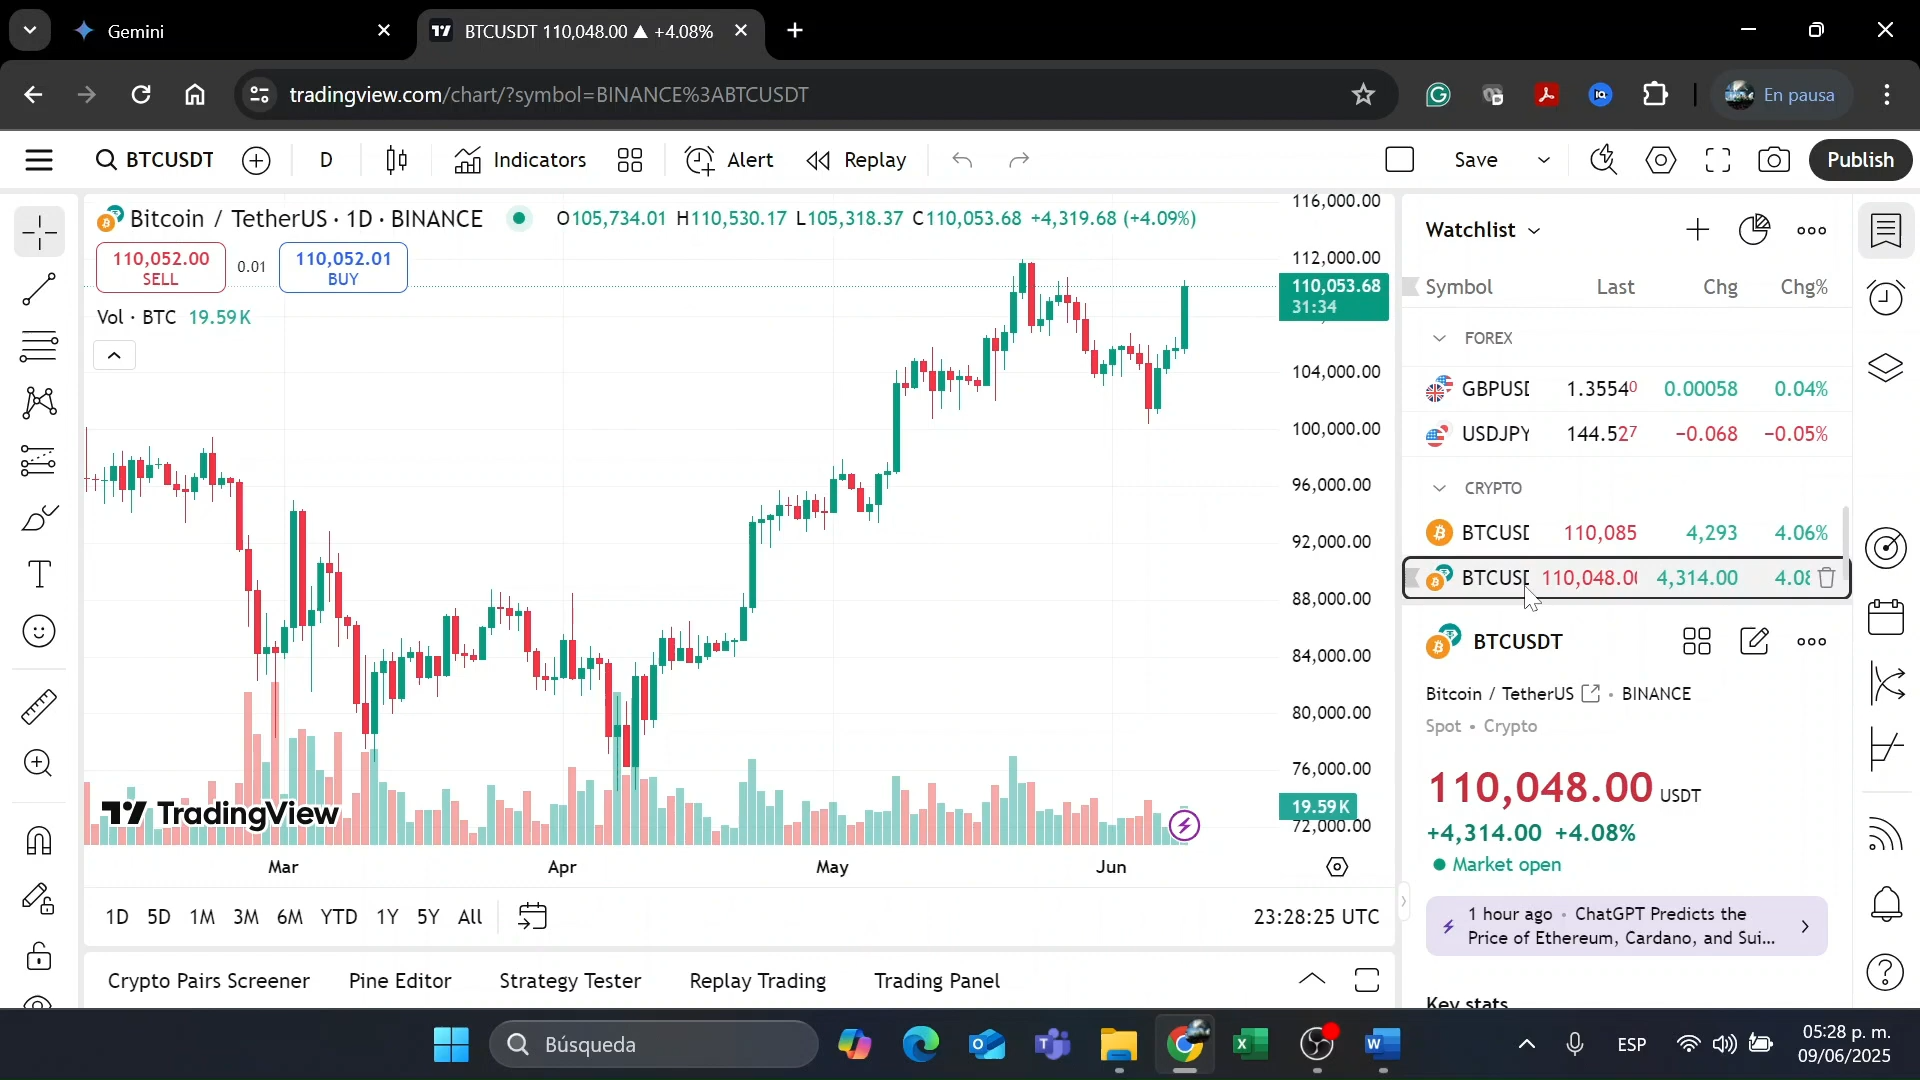 Gemini
BTCUSDT 110,048.00 ▲ +4.08%
tradingview.com/chart/?symbol=BINANCE%3ABTCUSDT
En pausa
BTCUSDT
D
Indicators
Alert
Replay
Save
Publish
Bitcoin / TetherUS · 1D · BINANCE
O105,734.01 H110,530.17 L105,318.37 C110,053.68 +4,319.68 (+4.09%)
110,052.00
SELL
0.01
110,052.01
BUY
Vol · BTC 19.59K
116,000.00
112,000.00
110,053.68
31:34
104,000.00
100,000.00
96,000.00
92,000.00
88,000.00
84,000.00
80,000.00
76,000.00
19.59K
72,000.00
TradingView
Mar
Apr
May
Jun
1D 5D 1M 3M 6M YTD 1Y 5Y All
23:28:25 UTC
Crypto Pairs Screener
Pine Editor
Strategy Tester
Replay Trading
Trading Panel
Watchlist
Symbol Last Chg Chg%
FOREX
GBPUSD 1.35540 0.00058 0.04%
USDJPY 144.527 −0.068 −0.05%
CRYPTO
BTCUSD 110,085 4,293 4.06%
BTCUSD 110,048.00 4,314.00 4.08
BTCUSDT
Bitcoin / TetherUS • BINANCE
Spot • Crypto
110,048.00 USDT
+4,314.00 +4.08%
Market open
1 hour ago • ChatGPT Predicts the
Price of Ethereum, Cardano, and Sui...
Key stats
Búsqueda
ESP
05:28 p. m.
09/06/2025